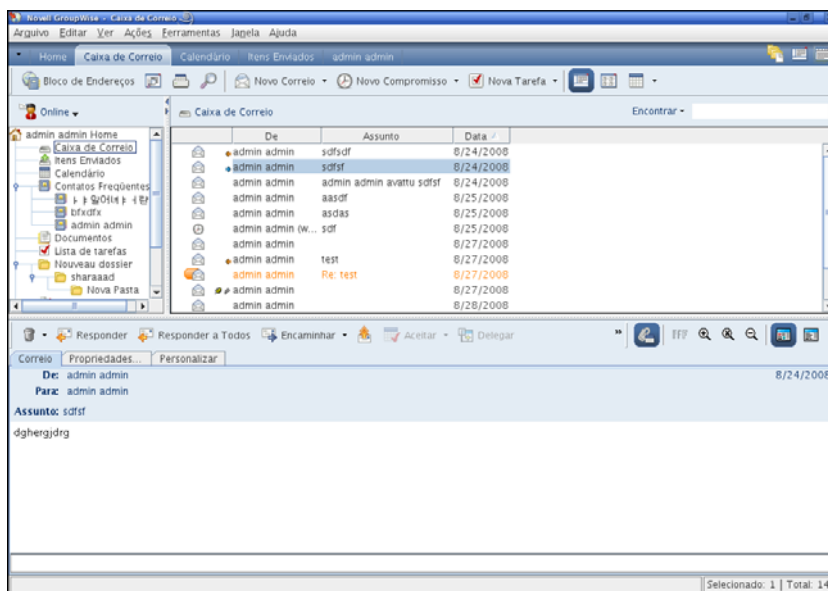 Novell GroupWise - Caixa de Correio
Arquivo Editar Ver Ações Ferramentas Janela Ajuda
Home Caixa de Correio Calendário Itens Enviados admin admin
Bloco de Endereços Novo Correio Novo Compromisso Nova Tarefa
Online Caixa de Correio Encontrar
De Assunto Data
admin admin Home
Caixa de Correio
Itens Enviados
Calendário
Contatos Freqüentes
bfxdfx
admin admin
Documentos
Lista de tarefas
Nouveau dossier
sharaaad
Nova Pasta
admin admin sdfsdf 8/24/2008
admin admin sdfsf 8/24/2008
admin admin admin admin avattu sdfsf 8/24/2008
admin admin aasdf 8/25/2008
admin admin asdas 8/25/2008
admin admin (w... sdf 8/25/2008
admin admin 8/27/2008
admin admin test 8/27/2008
admin admin Re: test 8/27/2008
admin admin 8/27/2008
admin admin 8/28/2008
Responder Responder a Todos Encaminhar Aceitar Delegar »
Correio Propriedades... Personalizar
De: admin admin 8/24/2008
Para: admin admin
Assunto: sdfsf
dghergjdrg
Selecionado: 1 Total: 14